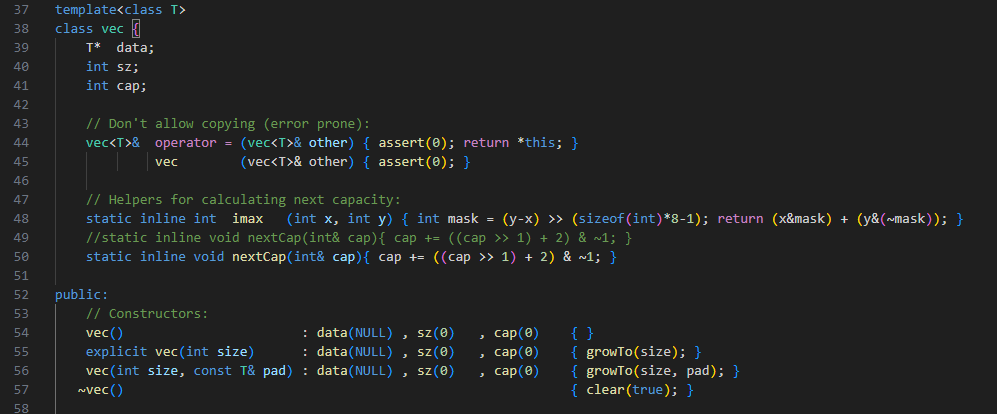 37 template<class T>
38 class vec {
39 T*  data;
40 int sz;
41 int cap;
42
43 // Don't allow copying (error prone):
44 vec<T>&  operator = (vec<T>& other) { assert(0); return *this; }
45 vec        (vec<T>& other) { assert(0); }
46
47 // Helpers for calculating next capacity:
48 static inline int  imax   (int x, int y) { int mask = (y-x) >> (sizeof(int)*8-1); return (x&mask) + (y&(~mask)); }
49 //static inline void nextCap(int& cap){ cap += ((cap >> 1) + 2) & ~1; }
50 static inline void nextCap(int& cap){ cap += ((cap >> 1) + 2) & ~1; }
51
52 public:
53 // Constructors:
54 vec()                       : data(NULL) , sz(0)   , cap(0)    { }
55 explicit vec(int size)      : data(NULL) , sz(0)   , cap(0)    { growTo(size); }
56 vec(int size, const T& pad) : data(NULL) , sz(0)   , cap(0)    { growTo(size, pad); }
57 ~vec()                                                          { clear(true); }
58